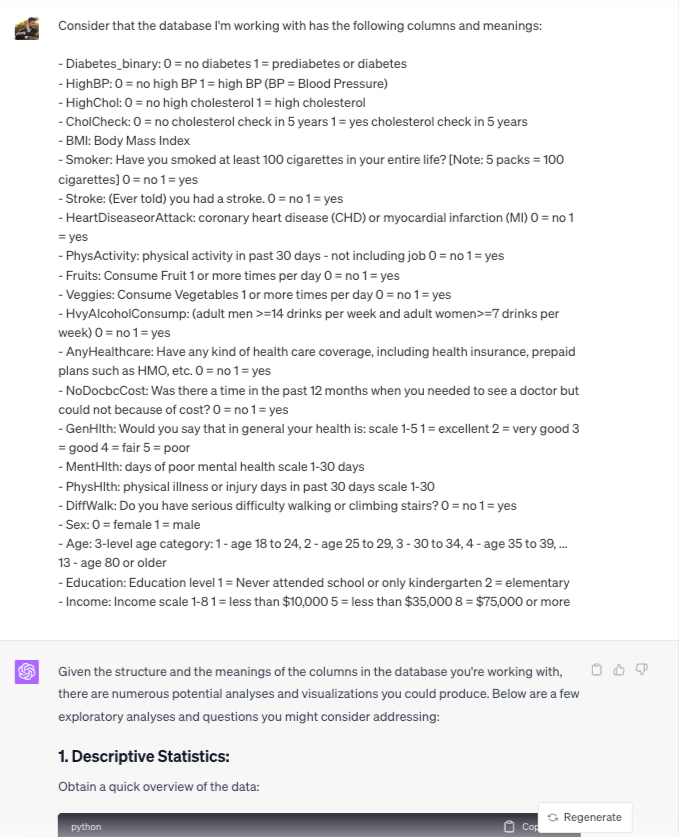 Consider that the database I'm working with has the following columns and meanings:
- Diabetes_binary: 0 = no diabetes 1 = prediabetes or diabetes
- HighBP: 0 = no high BP 1 = high BP (BP = Blood Pressure)
- HighChol: 0 = no high cholesterol 1 = high cholesterol
- CholCheck: 0 = no cholesterol check in 5 years 1 = yes cholesterol check in 5 years
- BMI: Body Mass Index
- Smoker: Have you smoked at least 100 cigarettes in your entire life? [Note: 5 packs = 100
cigarettes] 0 = no 1 = yes
- Stroke: (Ever told) you had a stroke. 0 = no 1 = yes
- HeartDiseaseorAttack: coronary heart disease (CHD) or myocardial infarction (MI) 0 = no 1
= yes
- PhysActivity: physical activity in past 30 days - not including job 0 = no 1 = yes
- Fruits: Consume Fruit 1 or more times per day 0 = no 1 = yes
- Veggies: Consume Vegetables 1 or more times per day 0 = no 1 = yes
- HvyAlcoholConsump: (adult men >=14 drinks per week and adult women>=7 drinks per
week) 0 = no 1 = yes
- AnyHealthcare: Have any kind of health care coverage, including health insurance, prepaid
plans such as HMO, etc. 0 = no 1 = yes
- NoDocbcCost: Was there a time in the past 12 months when you needed to see a doctor but
could not because of cost? 0 = no 1 = yes
- GenHlth: Would you say that in general your health is: scale 1-5 1 = excellent 2 = very good 3
= good 4 = fair 5 = poor
- MentHlth: days of poor mental health scale 1-30 days
- PhysHlth: physical illness or injury days in past 30 days scale 1-30
- DiffWalk: Do you have serious difficulty walking or climbing stairs? 0 = no 1 = yes
- Sex: 0 = female 1 = male
- Age: 3-level age category: 1 - age 18 to 24, 2 - age 25 to 29, 3 - 30 to 34, 4 - age 35 to 39, ...
13 - age 80 or older
- Education: Education level 1 = Never attended school or only kindergarten 2 = elementary
- Income: Income scale 1-8 1 = less than $10,000 5 = less than $35,000 8 = $75,000 or more
Given the structure and the meanings of the columns in the database you're working with,
there are numerous potential analyses and visualizations you could produce. Below are a few
exploratory analyses and questions you might consider addressing:
1. Descriptive Statistics:
Obtain a quick overview of the data:
python
Regenerate